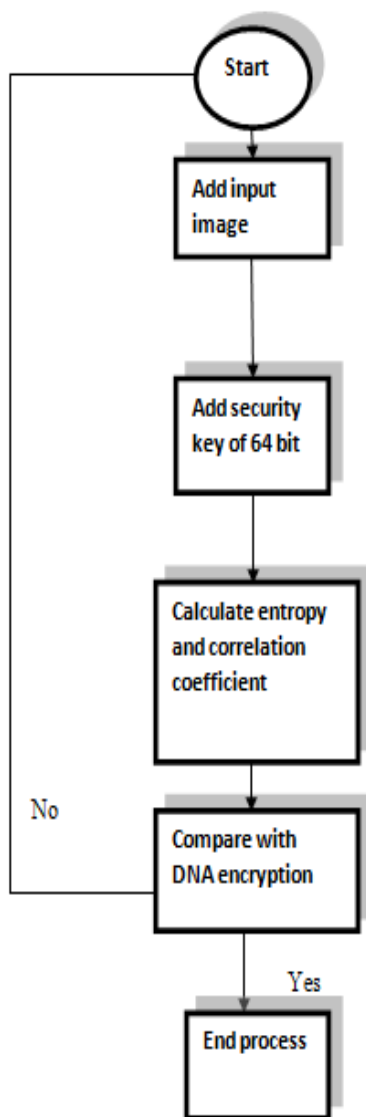 Start
Add input
image
Add security
key of 64 bit
Calculate entropy
and correlation
coefficient
No
Compare with
DNA encryption
Yes
End process